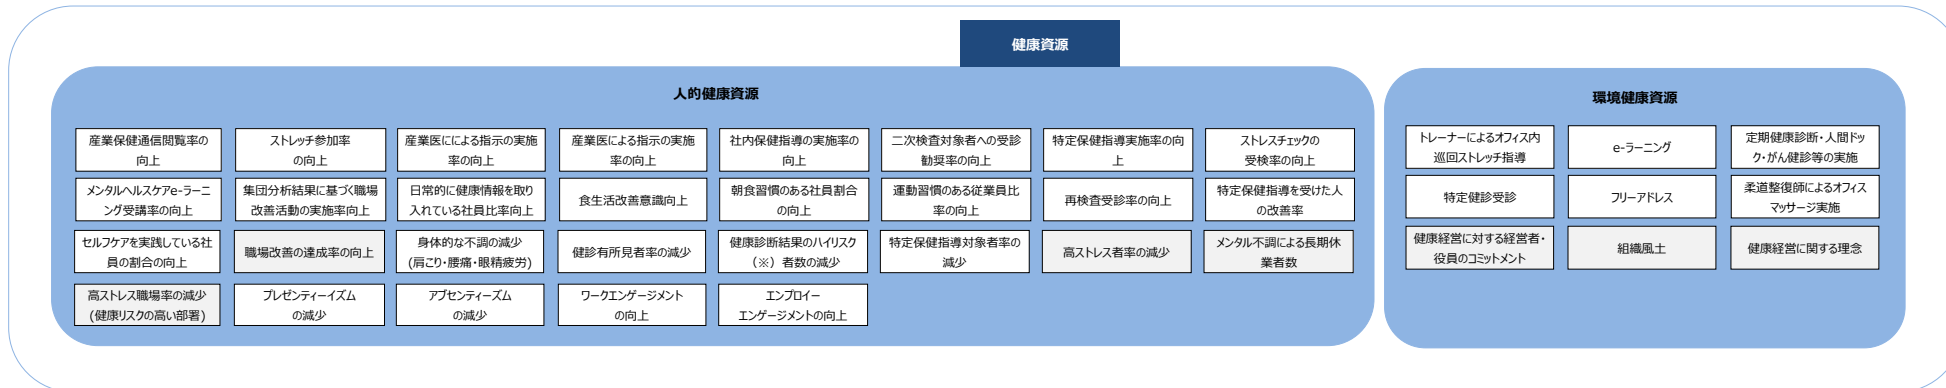 健康資源
人的健康資源
産業保健通信閲覧率の
向上
ストレッチ参加率
の向上
産業医にによる指示の実施
率の向上
産業医による指示の実施
率の向上
社内保健指導の実施率の
向上
二次検査対象者への受診
勧奨率の向上
特定保健指導実施率の向
上
ストレスチェックの
受検率の向上
メンタルヘルスケアe-ラーニ
ング受講率の向上
集団分析結果に基づく職場
改善活動の実施率向上
日常的に健康情報を取り
入れている社員比率向上
食生活改善意識向上
朝食習慣のある社員割合
の向上
運動習慣のある従業員比
率の向上
再検査受診率の向上
特定保健指導を受けた人
の改善率
セルフケアを実践している社
員の割合の向上
職場改善の達成率の向上
身体的な不調の減少
(肩こり・腰痛・眼精疲労)
健診有所見者率の減少
健康診断結果のハイリスク
（※）者数の減少
特定保健指導対象者率の
減少
高ストレス者率の減少
メンタル不調による長期休
業者数
高ストレス職場率の減少
(健康リスクの高い部署)
プレゼンティーイズム
の減少
アブセンティーズム
の減少
ワークエンゲージメント
の向上
エンプロイー
エンゲージメントの向上
環境健康資源
トレーナーによるオフィス内
巡回ストレッチ指導
e-ラーニング
定期健康診断・人間ドッ
ク・がん健診等の実施
特定健診受診
フリーアドレス
柔道整復師によるオフィス
マッサージ実施
健康経営に対する経営者・
役員のコミットメント
組織風土
健康経営に関する理念